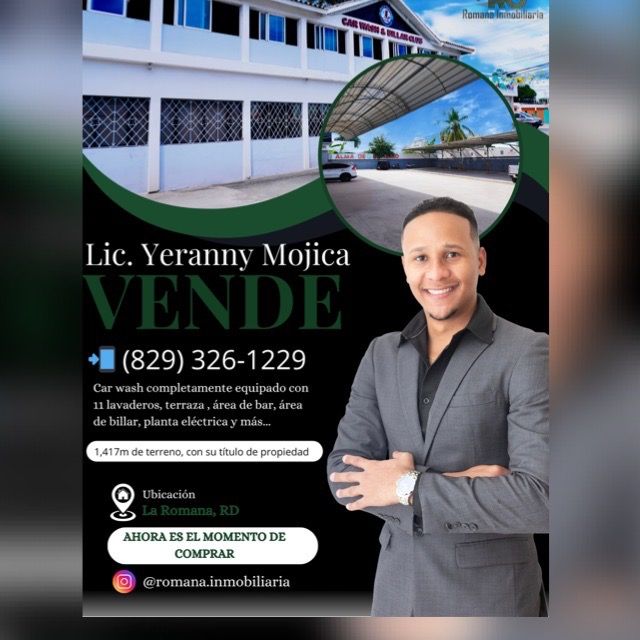 Romana Inmobiliaria
CAR WASH & BILLAR CLUB
Lic. Yeranny Mojica
VENDE
(829) 326-1229
Car wash completamente equipado con
11 lavaderos, terraza , área de bar, área
de billar, planta eléctrica y más...
1,417m de terreno, con su título de propiedad
Ubicación
La Romana, RD
AHORA ES EL MOMENTO DE
COMPRAR
@romana.inmobiliaria